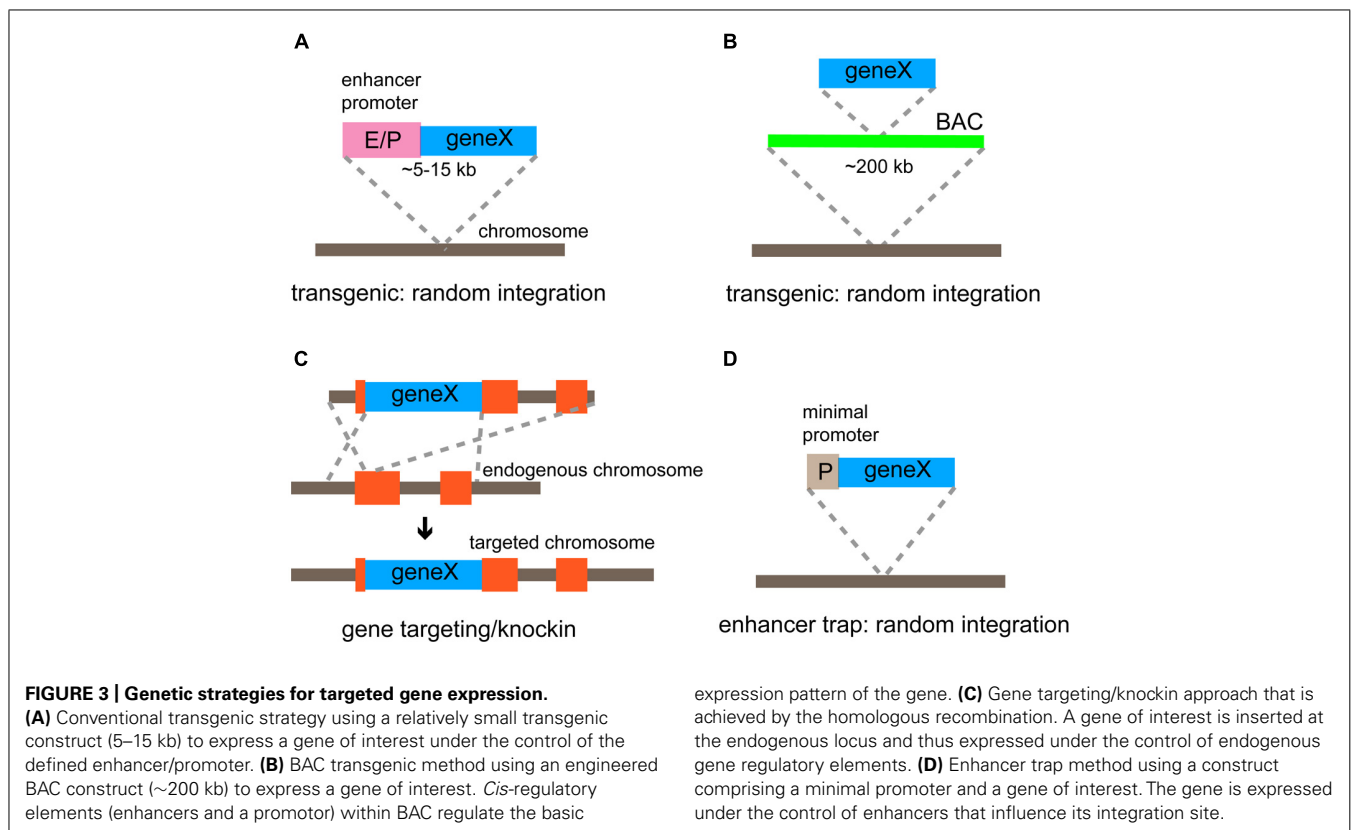 A
enhancer
promoter
E/P geneX
~5-15 kb
chromosome
transgenic: random integration
B
geneX
BAC
~200 kb
transgenic: random integration
C
geneX
endogenous chromosome
targeted chromosome
geneX
gene targeting/knockin
D
minimal
promoter
P geneX
enhancer trap: random integration
FIGURE 3 | Genetic strategies for targeted gene expression.
(A) Conventional transgenic strategy using a relatively small transgenic
construct (5–15 kb) to express a gene of interest under the control of the
defined enhancer/promoter. (B) BAC transgenic method using an engineered
BAC construct (∼200 kb) to express a gene of interest. Cis-regulatory
elements (enhancers and a promotor) within BAC regulate the basic
expression pattern of the gene. (C) Gene targeting/knockin approach that is
achieved by the homologous recombination. A gene of interest is inserted at
the endogenous locus and thus expressed under the control of endogenous
gene regulatory elements. (D) Enhancer trap method using a construct
comprising a minimal promoter and a gene of interest. The gene is expressed
under the control of enhancers that influence its integration site.